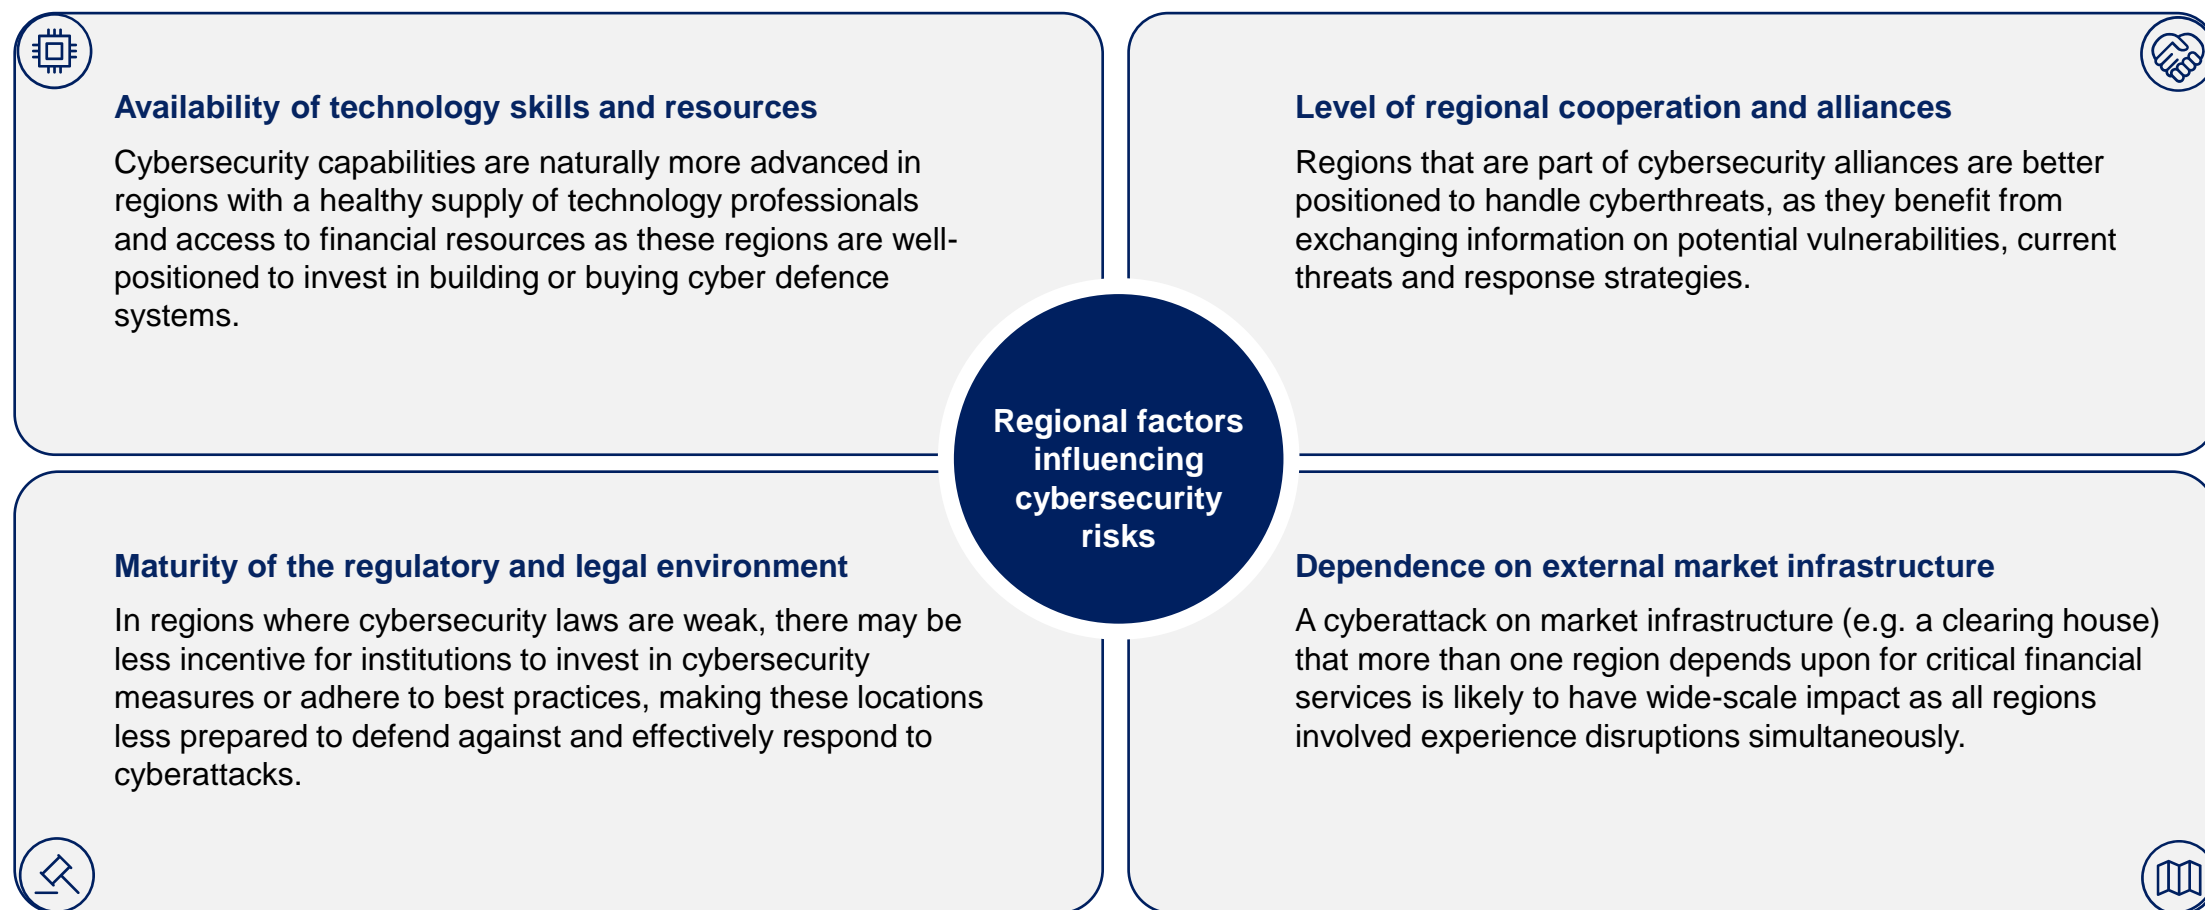 Availability of technology skills and resources
Cybersecurity capabilities are naturally more advanced in
regions with a healthy supply of technology professionals
and access to financial resources as these regions are well-
positioned to invest in building or buying cyber defence
systems.
Level of regional cooperation and alliances
Regions that are part of cybersecurity alliances are better
positioned to handle cyberthreats, as they benefit from
exchanging information on potential vulnerabilities, current
threats and response strategies.
Regional factors
influencing
cybersecurity
risks
Maturity of the regulatory and legal environment
In regions where cybersecurity laws are weak, there may be
less incentive for institutions to invest in cybersecurity
measures or adhere to best practices, making these locations
less prepared to defend against and effectively respond to
cyberattacks.
Dependence on external market infrastructure
A cyberattack on market infrastructure (e.g. a clearing house)
that more than one region depends upon for critical financial
services is likely to have wide-scale impact as all regions
involved experience disruptions simultaneously.